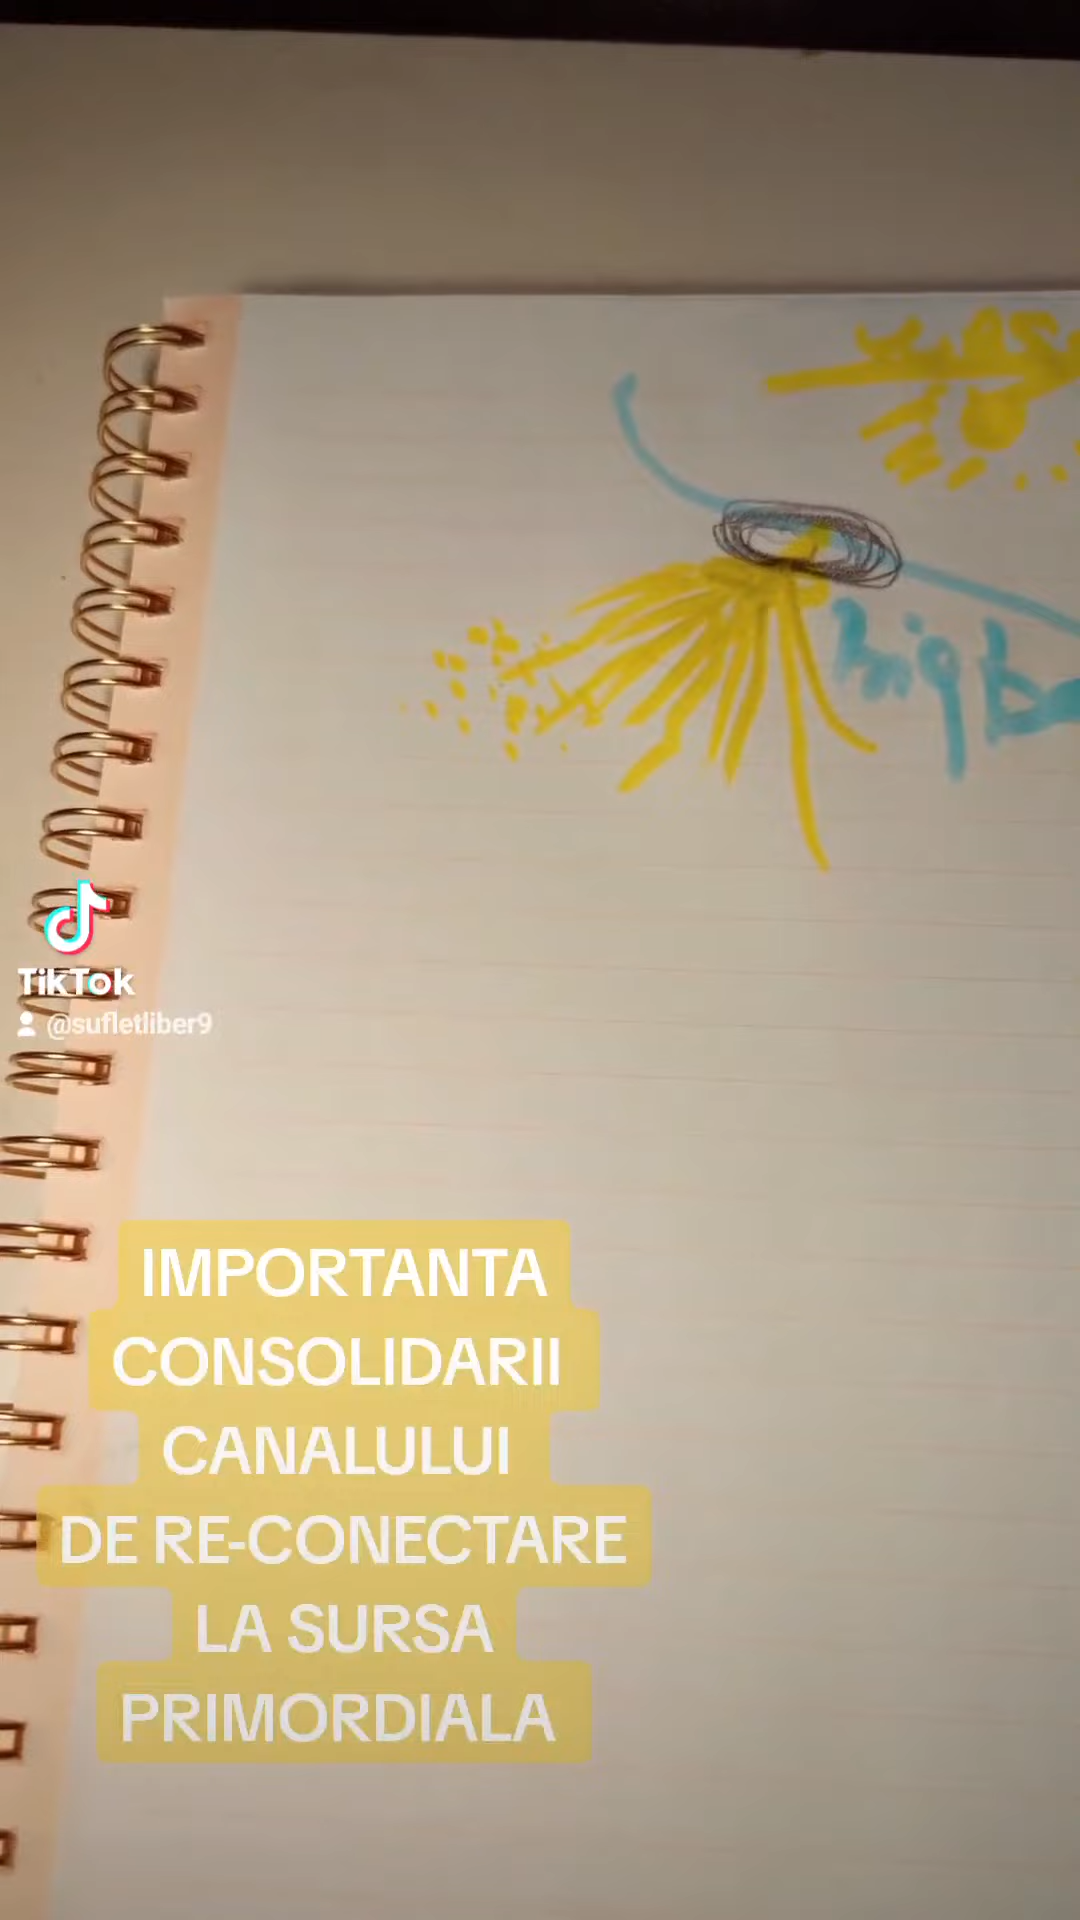 TikTok
@sufletliber9
IMPORTANTA
CONSOLIDARII
CANALULUI
DE RE-CONECTARE
LA SURSA
PRIMORDIALA